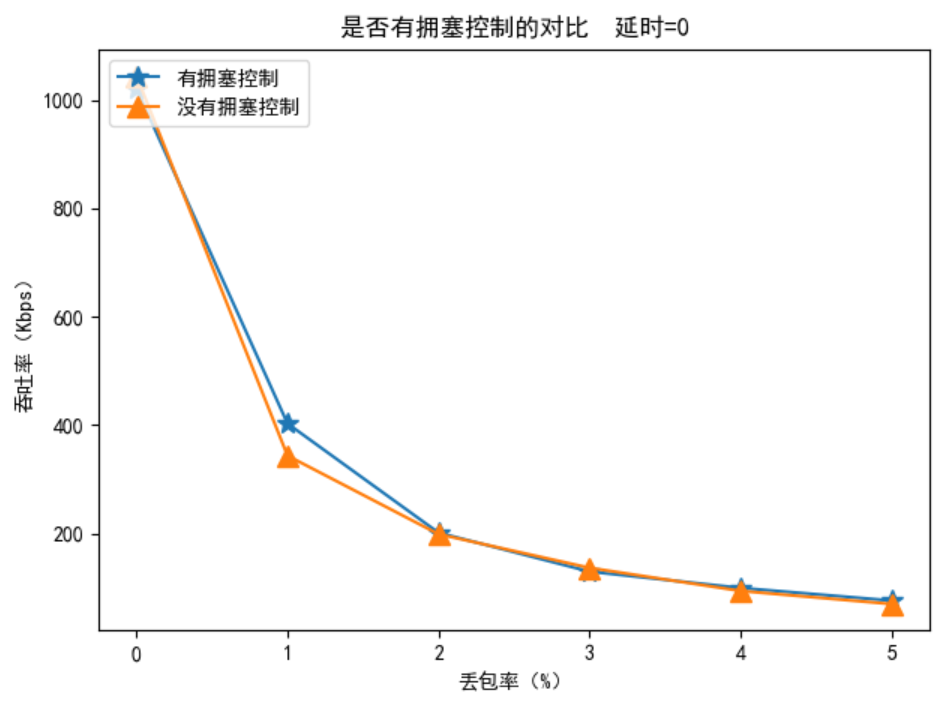 是否有拥塞控制的对比 延时=0
有拥塞控制
没有拥塞控制
1000
800
600
400
200
吞吐率（Kbps）
0 1 2 3 4 5
丢包率（%）